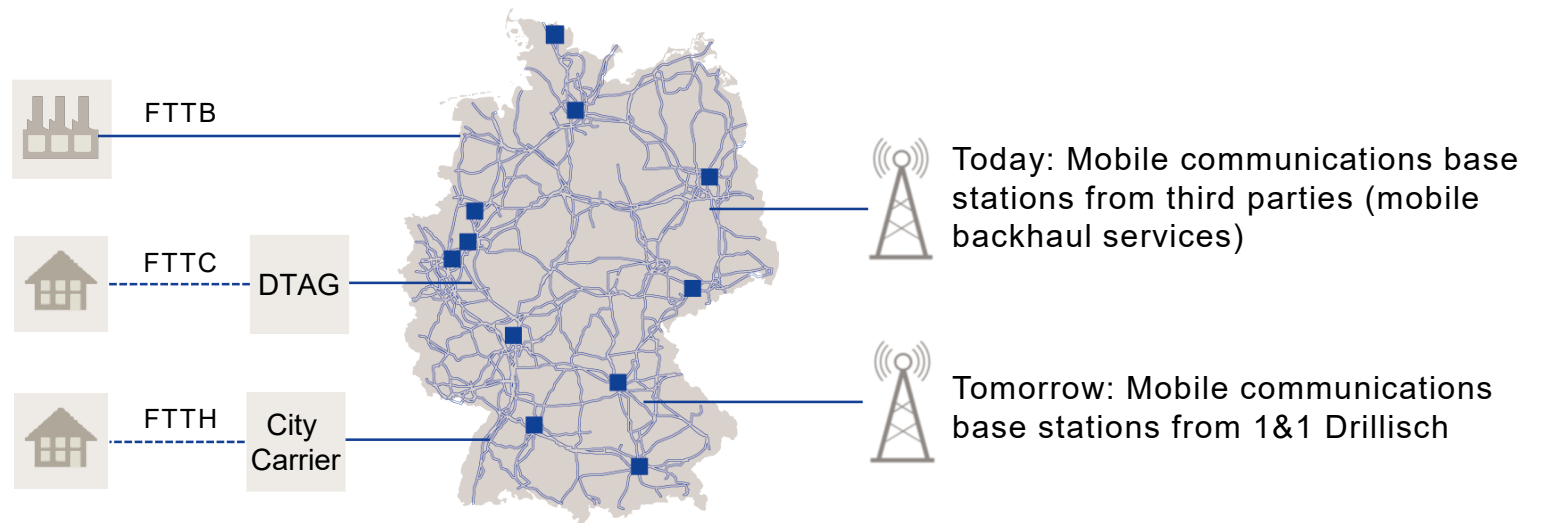 FTTB
FTTC
DTAG
FTTH
City
Carrier
Today: Mobile communications base
stations from third parties (mobile
backhaul services)
Tomorrow: Mobile communications
base stations from 1&1 Drillisch